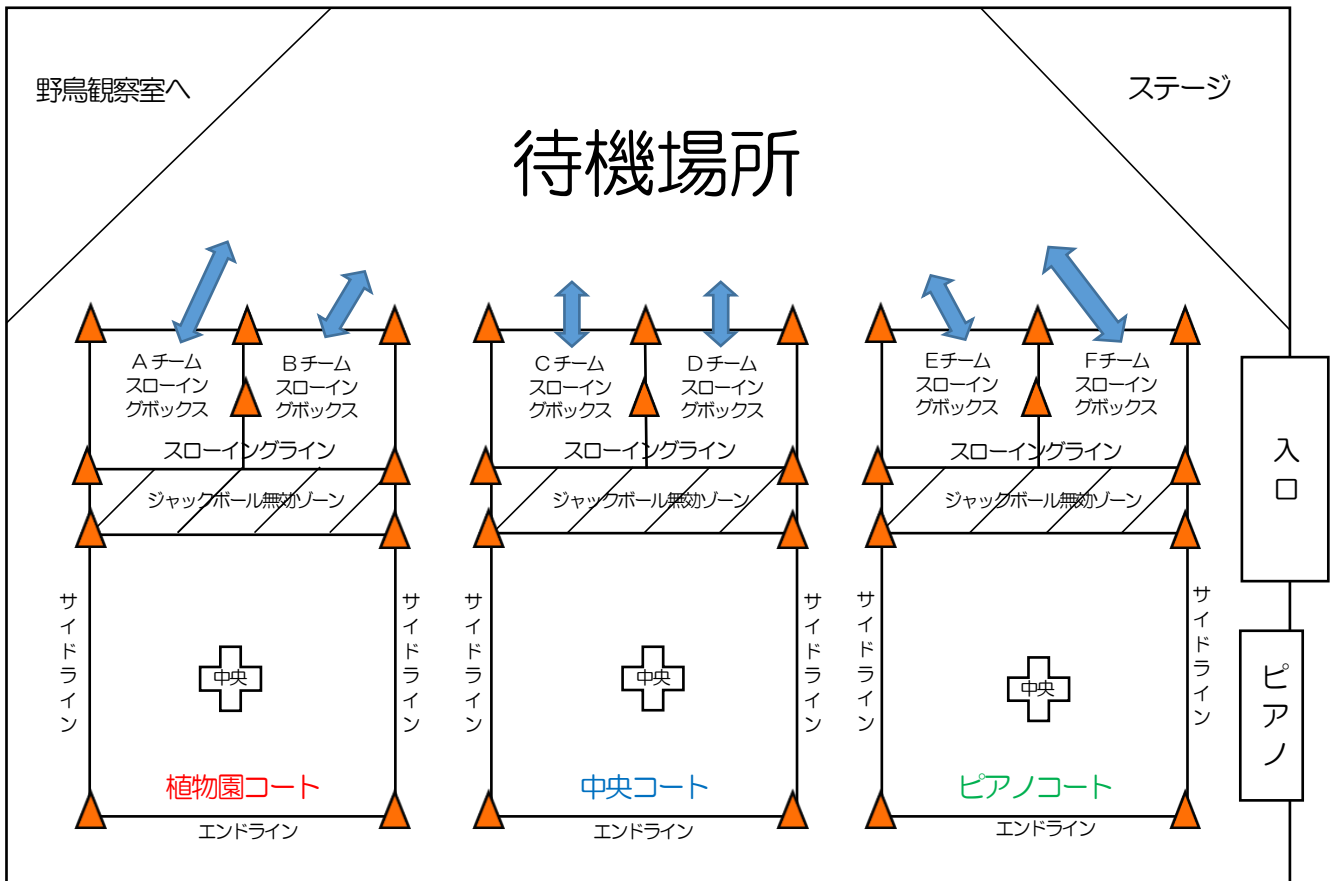 野鳥観察室へ
ステージ
待機場所
Aチーム
スローイン
グボックス
Bチーム
スローイン
グボックス
Cチーム
スローイン
グボックス
Dチーム
スローイン
グボックス
Eチーム
スローイン
グボックス
Fチーム
スローイン
グボックス
スローイングライン
スローイングライン
スローイングライン
ジャックボール無効ゾーン
ジャックボール無効ゾーン
ジャックボール無効ゾーン
入口
サイドライン
サイドライン
サイドライン
サイドライン
サイドライン
サイドライン
ピアノ
中央
中央
中央
植物園コート
中央コート
ピアノコート
エンドライン
エンドライン
エンドライン